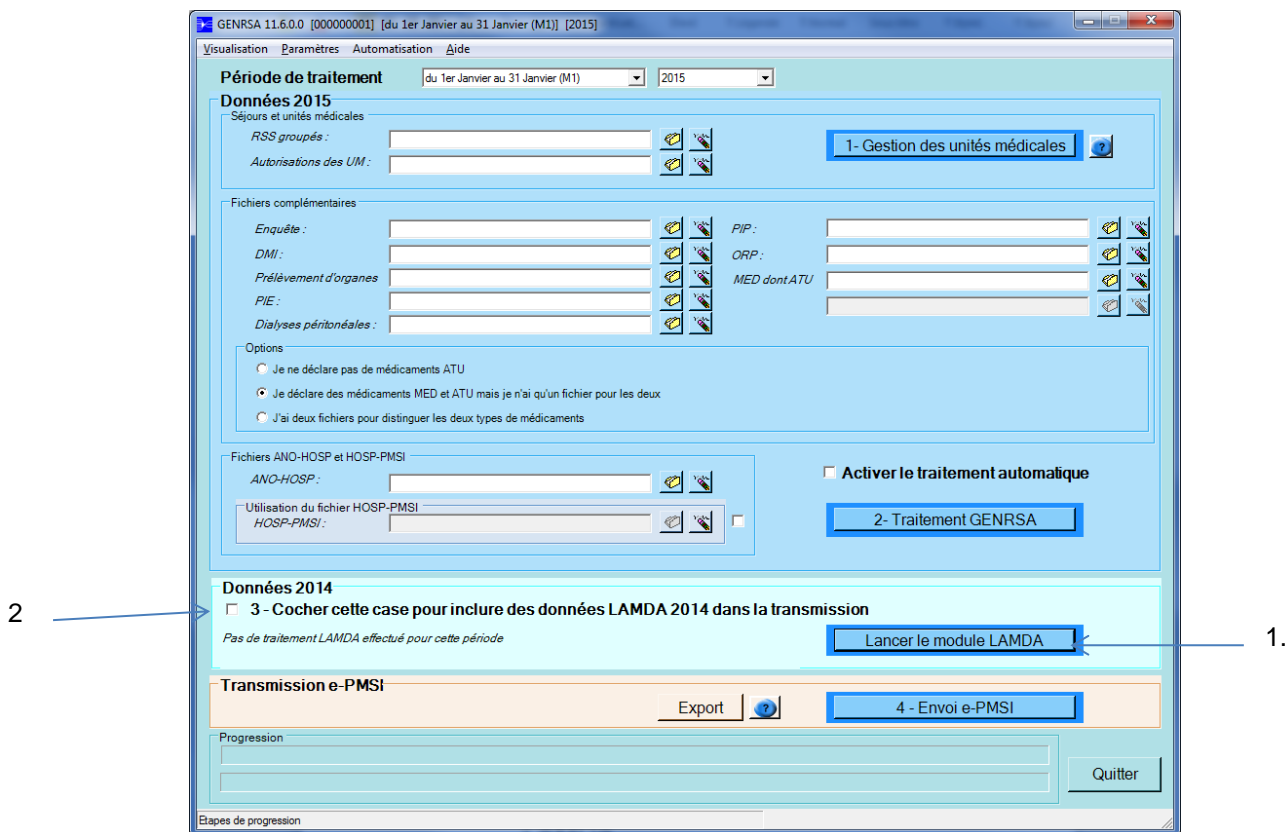 GENRSA 11.6.0.0 [000000001] [du 1er Janvier au 31 Janvier (M1)] [2015]
Visualisation Paramètres Automatisation Aide
Période de traitement du 1er Janvier au 31 Janvier (M1) 2015
Données 2015
Séjours et unités médicales
RSS groupés :
1- Gestion des unités médicales
Autorisations des UM :
Fichiers complémentaires
Enquête : PIP :
DMI : ORP :
Prélèvement d'organes MED dont ATU
PIE :
Dialyses péritonéales :
Options
Je ne déclare pas de médicaments ATU
Je déclare des médicaments MED et ATU mais je n'ai qu'un fichier pour les deux
J'ai deux fichiers pour distinguer les deux types de médicaments
Fichiers ANO-HOSP et HOSP-PMSI
ANO-HOSP :
Activer le traitement automatique
Utilisation du fichier HOSP-PMSI
HOSP-PMSI :
2- Traitement GENRSA
Données 2014
2
3 - Cocher cette case pour inclure des données LAMDA 2014 dans la transmission
Pas de traitement LAMDA effectué pour cette période
Lancer le module LAMDA
1.
Transmission e-PMSI
Export
4 - Envoi e-PMSI
Progression
Quitter
Etapes de progression